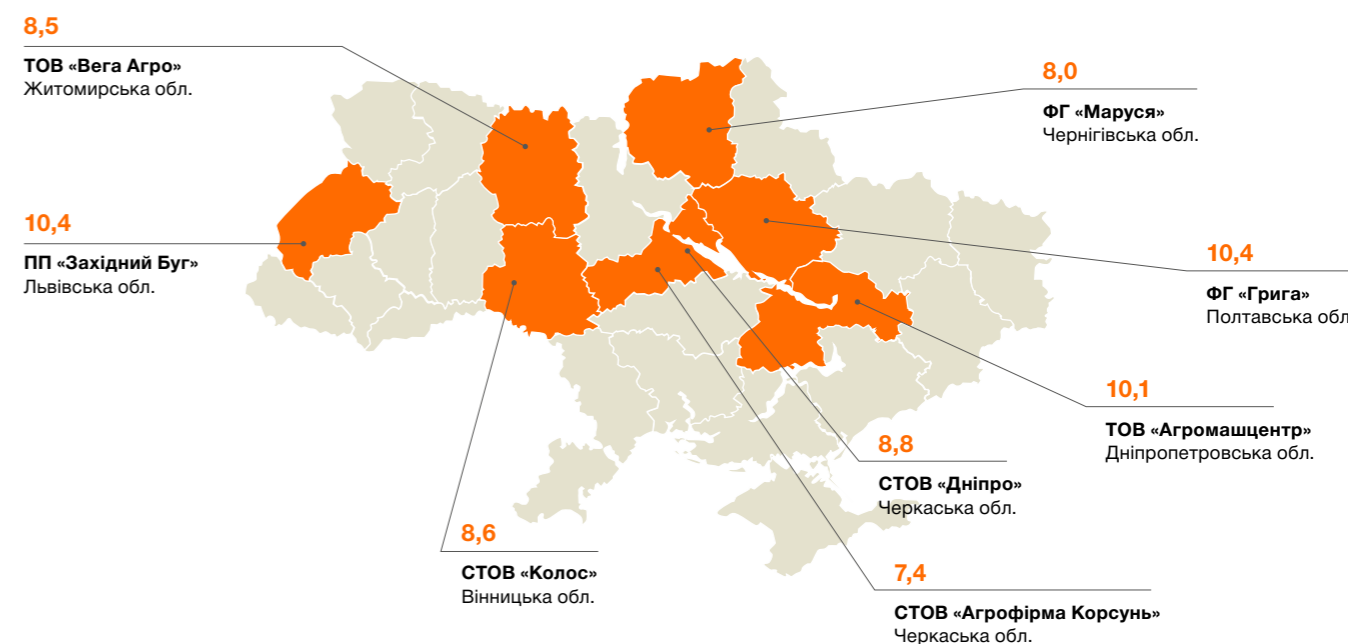 8,5
ТОВ «Вега Агро»
Житомирська обл.
8,0
ФГ «Маруся»
Чернігівська обл.
10,4
ПП «Західний Буг»
Львівська обл.
10,4
ФГ «Грига»
Полтавська обл
10,1
ТОВ «Агромашцентр»
Дніпропетровська обл.
8,8
СТОВ «Дніпро»
Черкаська обл.
8,6
СТОВ «Колос»
Вінницька обл.
7,4
СТОВ «Агрофірма Корсунь»
Черкаська обл.